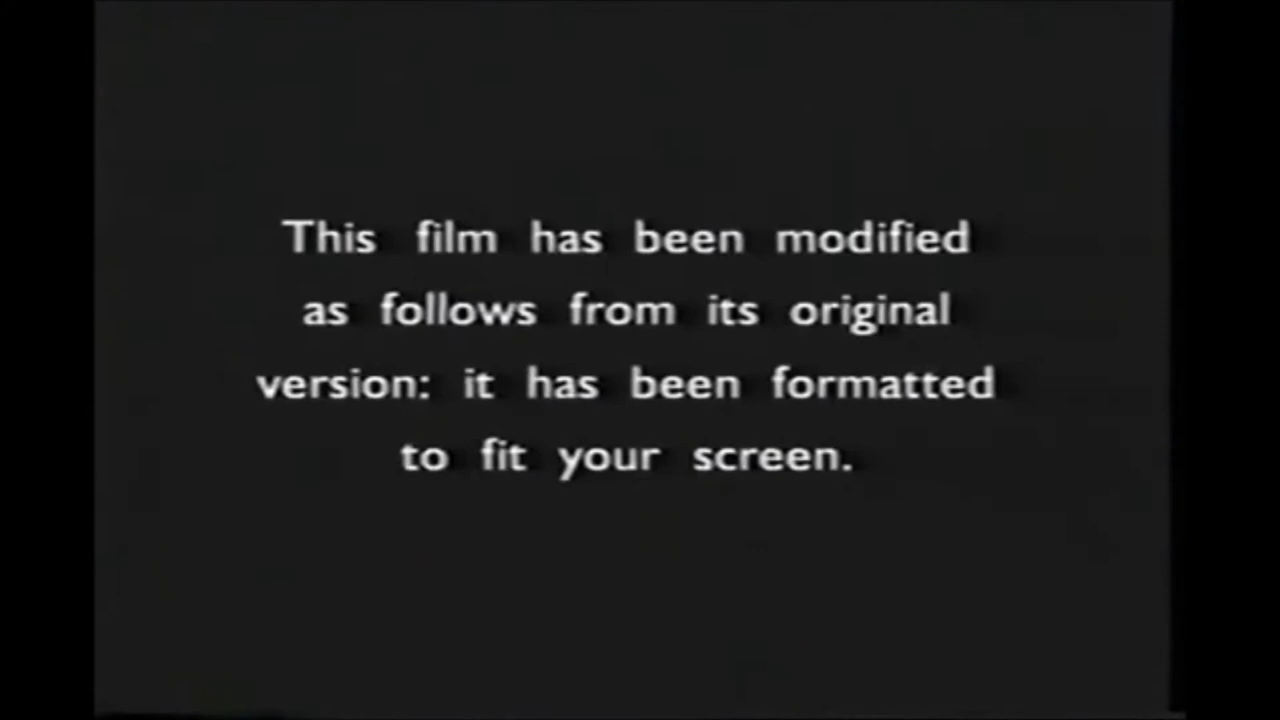 This film has been modified
as follows from its original
version: it has been formatted
to fit your screen.